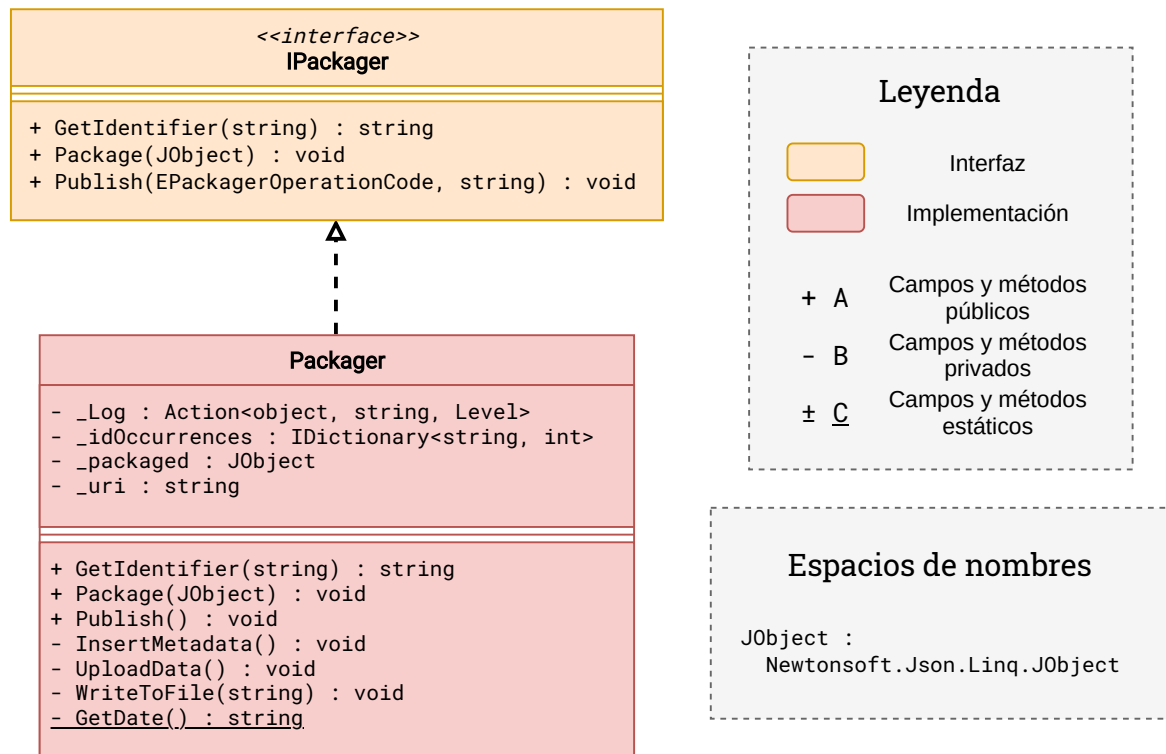 <<interface>>
IPackager
+ GetIdentifier(string) : string
+ Package(JObject) : void
+ Publish(EPackagerOperationCode, string) : void
Packager
- _Log : Action<object, string, Level>
- _idOccurrences : IDictionary<string, int>
- _packaged : JObject
- _uri : string
+ GetIdentifier(string) : string
+ Package(JObject) : void
+ Publish() : void
- InsertMetadata() : void
- UploadData() : void
- WriteToFile(string) : void
- GetDate() : string
Leyenda
Interfaz
Implementación
+ A Campos y métodos
públicos
- B Campos y métodos
privados
± C Campos y métodos
estáticos
Espacios de nombres
JObject :
Newtonsoft.Json.Linq.JObject